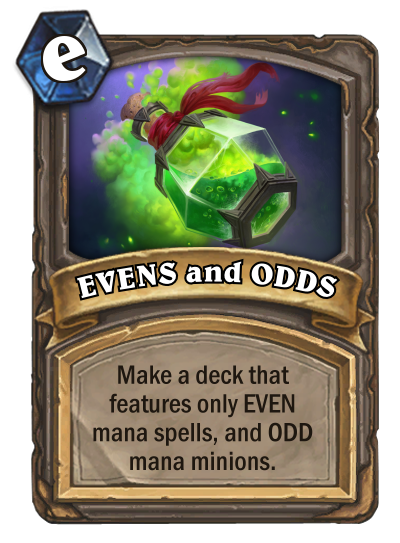 e
EVENS and ODDS
Make a deck that
features only EVEN
mana spells, and ODD
mana minions.